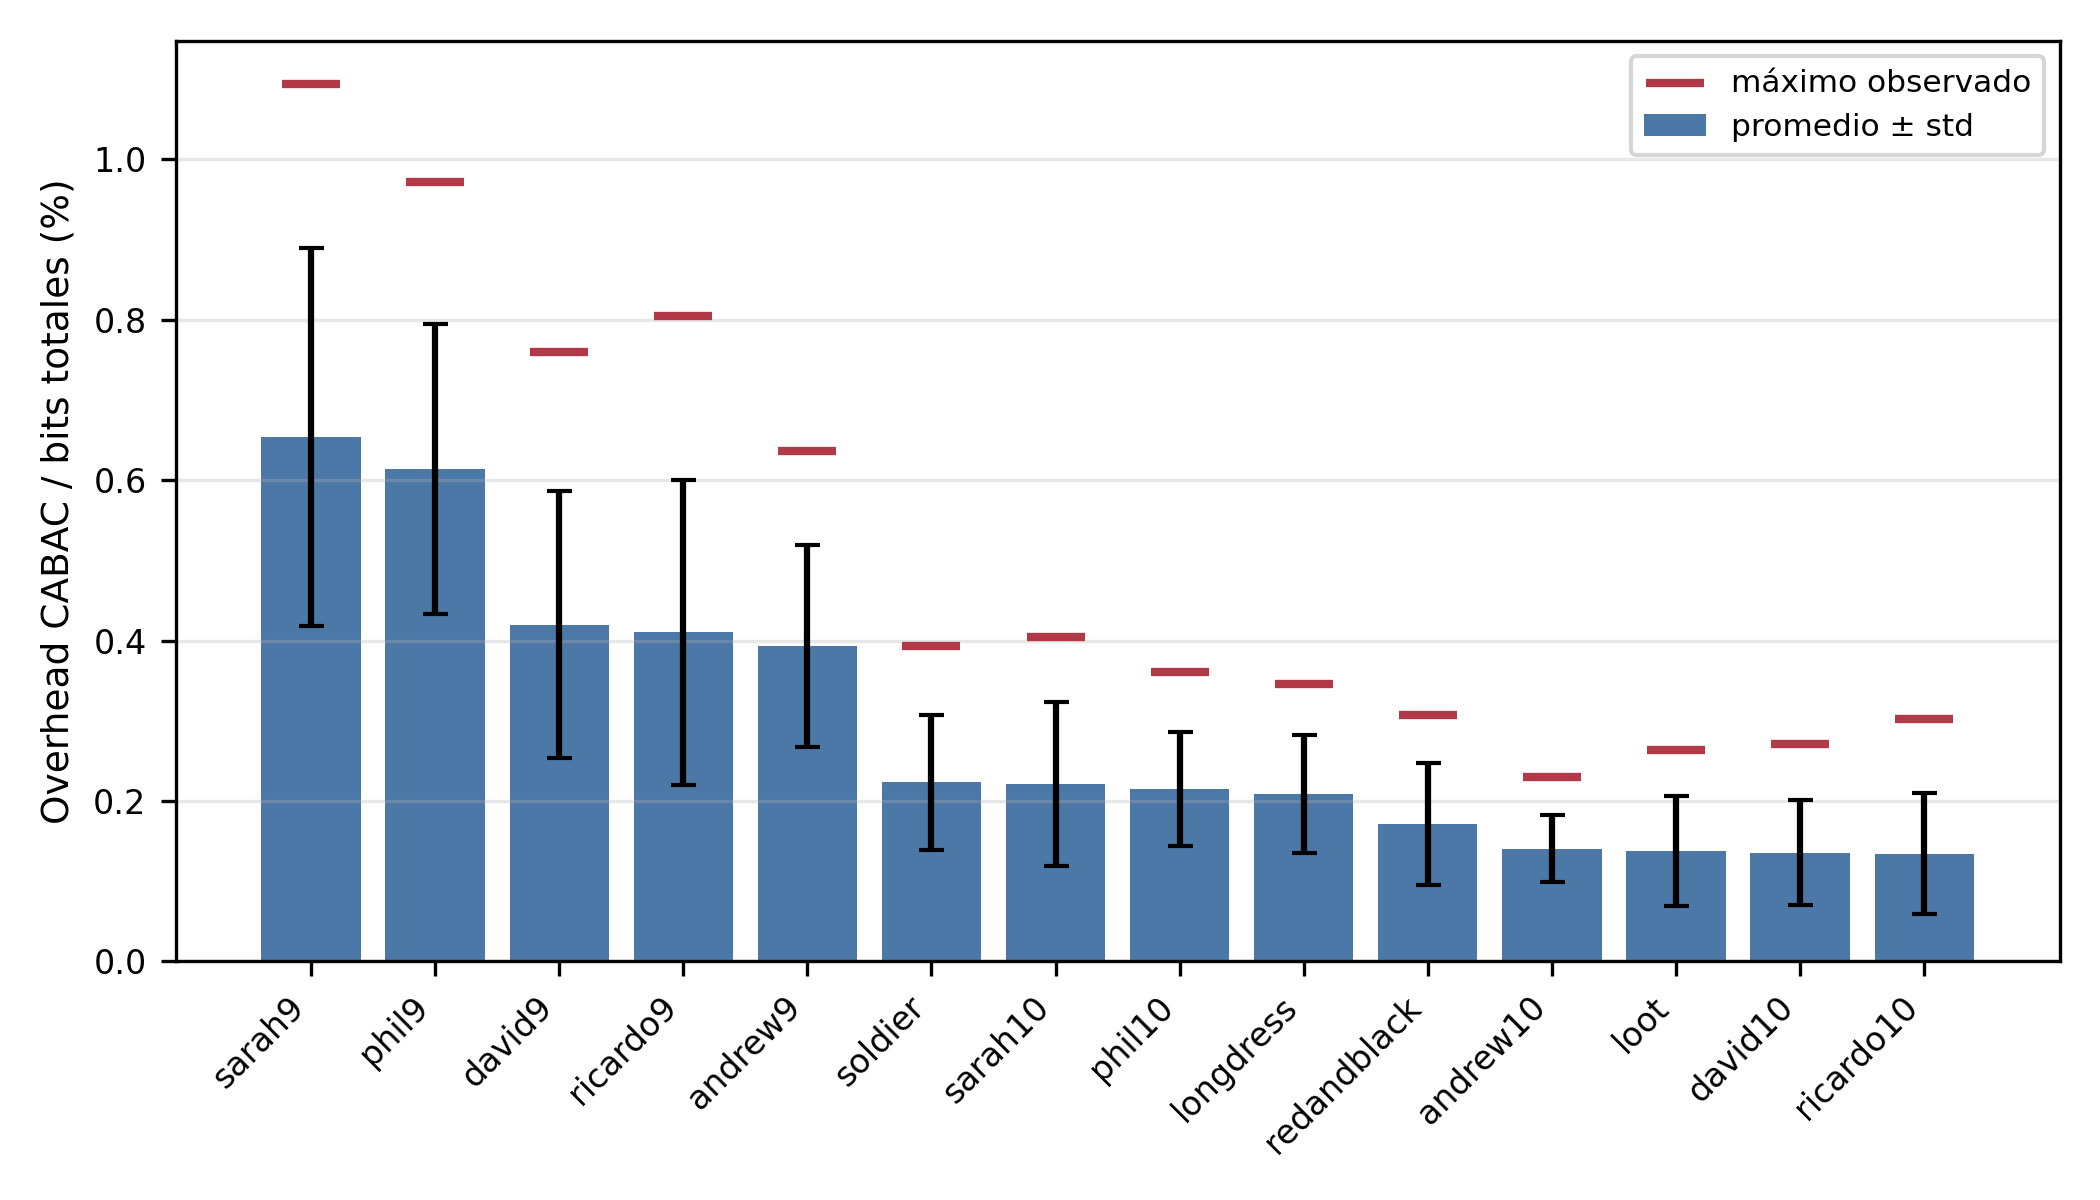 máximo observado
promedio ± std
Overhead CABAC / bits totales (%)
1.0
0.8
0.6
0.4
0.2
0.0
sarah9
phil9
david9
ricardo9
andrew9
soldier
sarah10
phil10
longdress
redandblack
andrew10
loot
david10
ricardo10